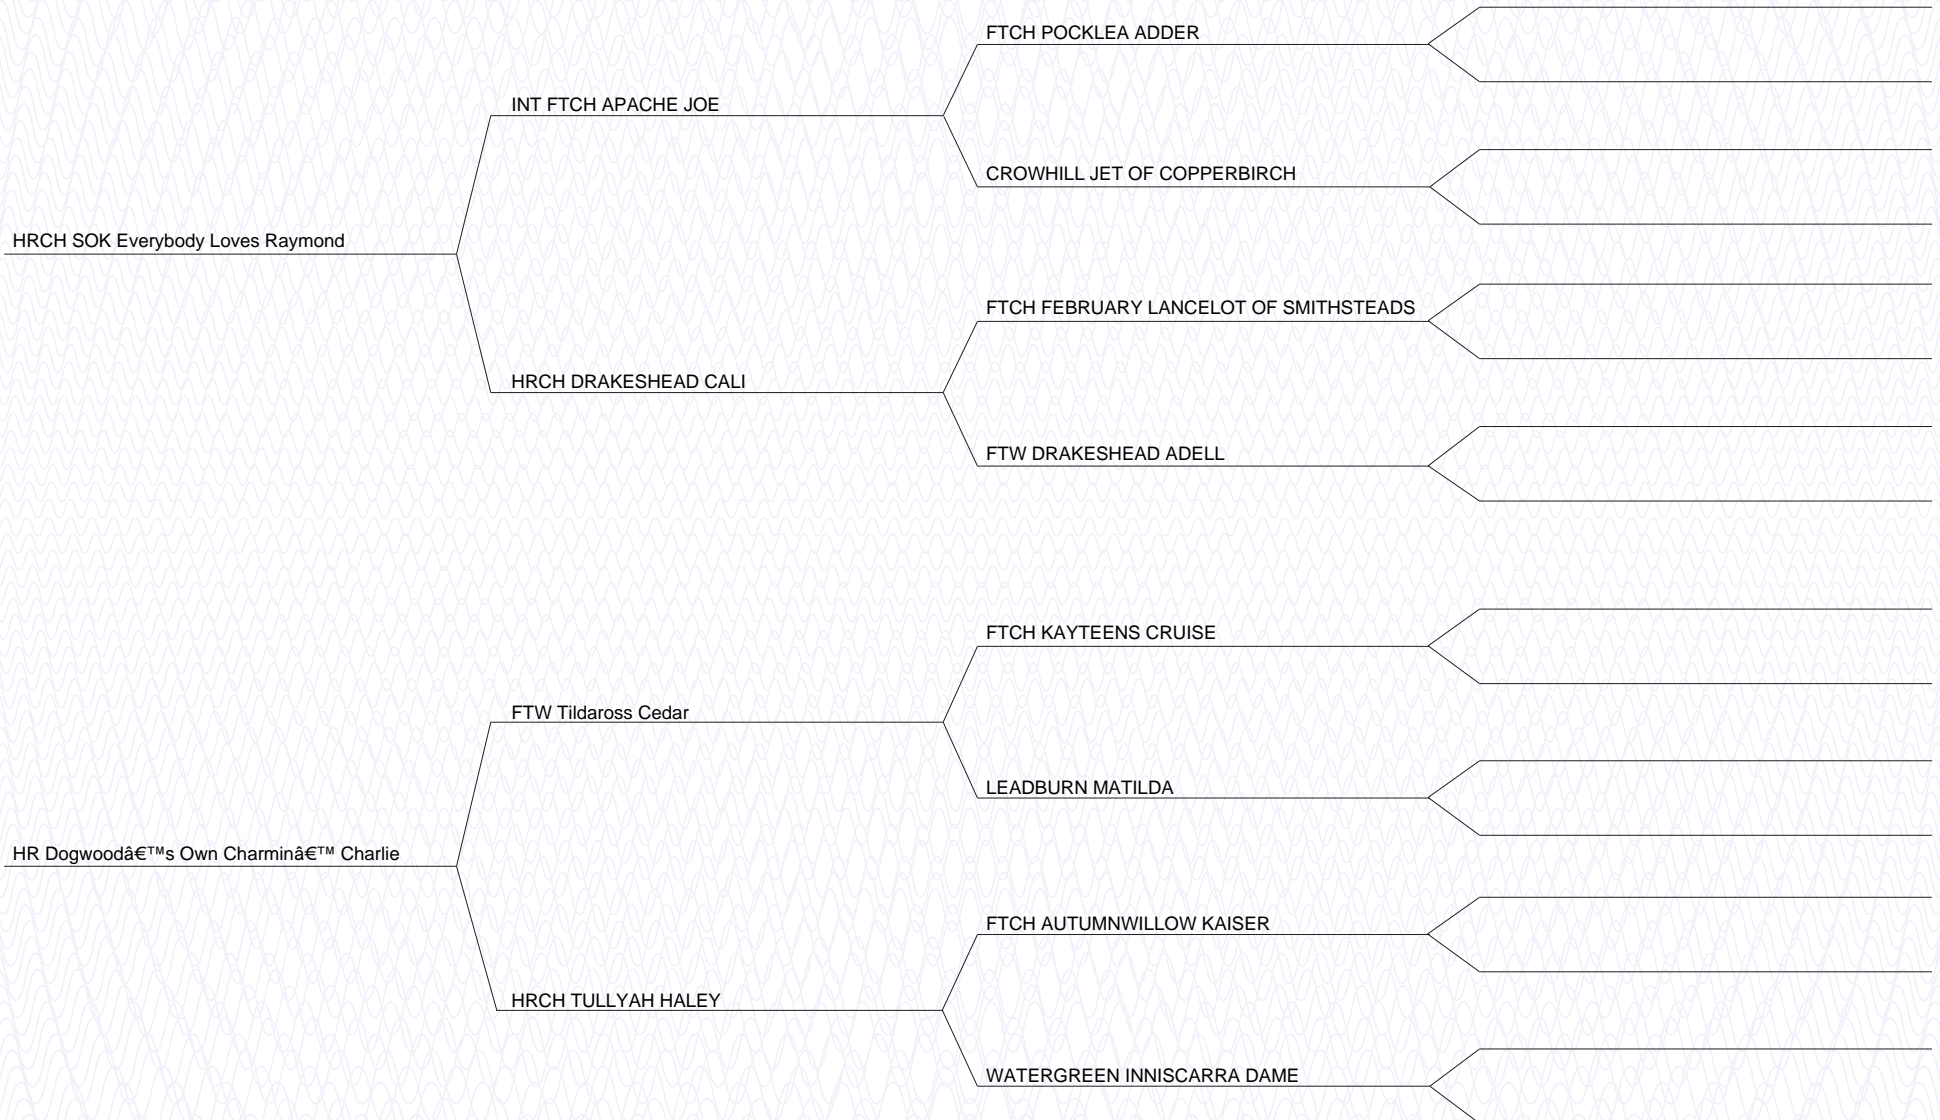 FTCH POCKLEA ADDER
INT FTCH APACHE JOE
CROWHILL JET OF COPPERBIRCH
HRCH SOK Everybody Loves Raymond
FTCH FEBRUARY LANCELOT OF SMITHSTEADS
HRCH DRAKESHEAD CALI
FTW DRAKESHEAD ADELL
FTCH KAYTEENS CRUISE
FTW Tildaross Cedar
LEADBURN MATILDA
HR Dogwoodâ€™s Own Charminâ€™ Charlie
FTCH AUTUMNWILLOW KAISER
HRCH TULLYAH HALEY
WATERGREEN INNISCARRA DAME